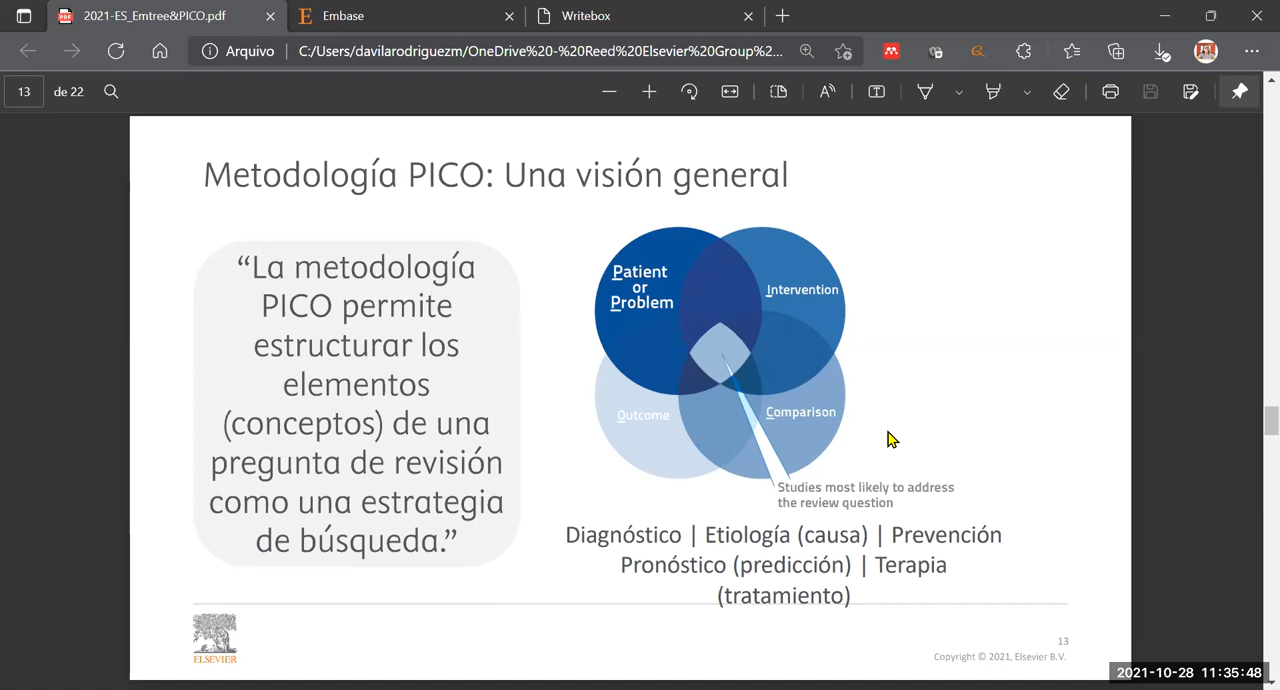 2021-ES_Emtree&PICO.pdf
Embase
Writebox
Arquivo
C:/Users/davilarodriguezm/OneDrive%20-%20Reed%20Elsevier%20Group%2...
13
de 22
Metodología PICO: Una visión general
“La metodología
PICO permite
estructurar los
elementos
(conceptos) de una
pregunta de revisión
como una estrategia
de búsqueda.”
Patient
or
Problem
Intervention
Outcome
Comparison
Studies most likely to address
the review question
Diagnóstico | Etiología (causa) | Prevención
Pronóstico (predicción) | Terapia
(tratamiento)
ELSEVIER
13
Copyright © 2021, Elsevier B.V.
2021-10-28 11:35:48